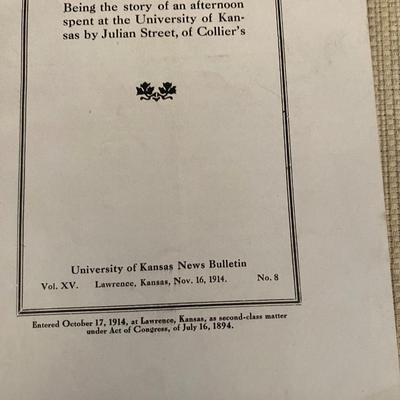 Being the story of an afternoon
spent at the University of Kan-
sas by Julian Street, of Collier's
University of Kansas News Bulletin
Vol. XV. Lawrence, Kansas, Nov. 16, 1914. No. 8
Entered October 17, 1914, at Lawrence, Kansas, as second-class matter
under Act of Congress, of July 16, 1894.